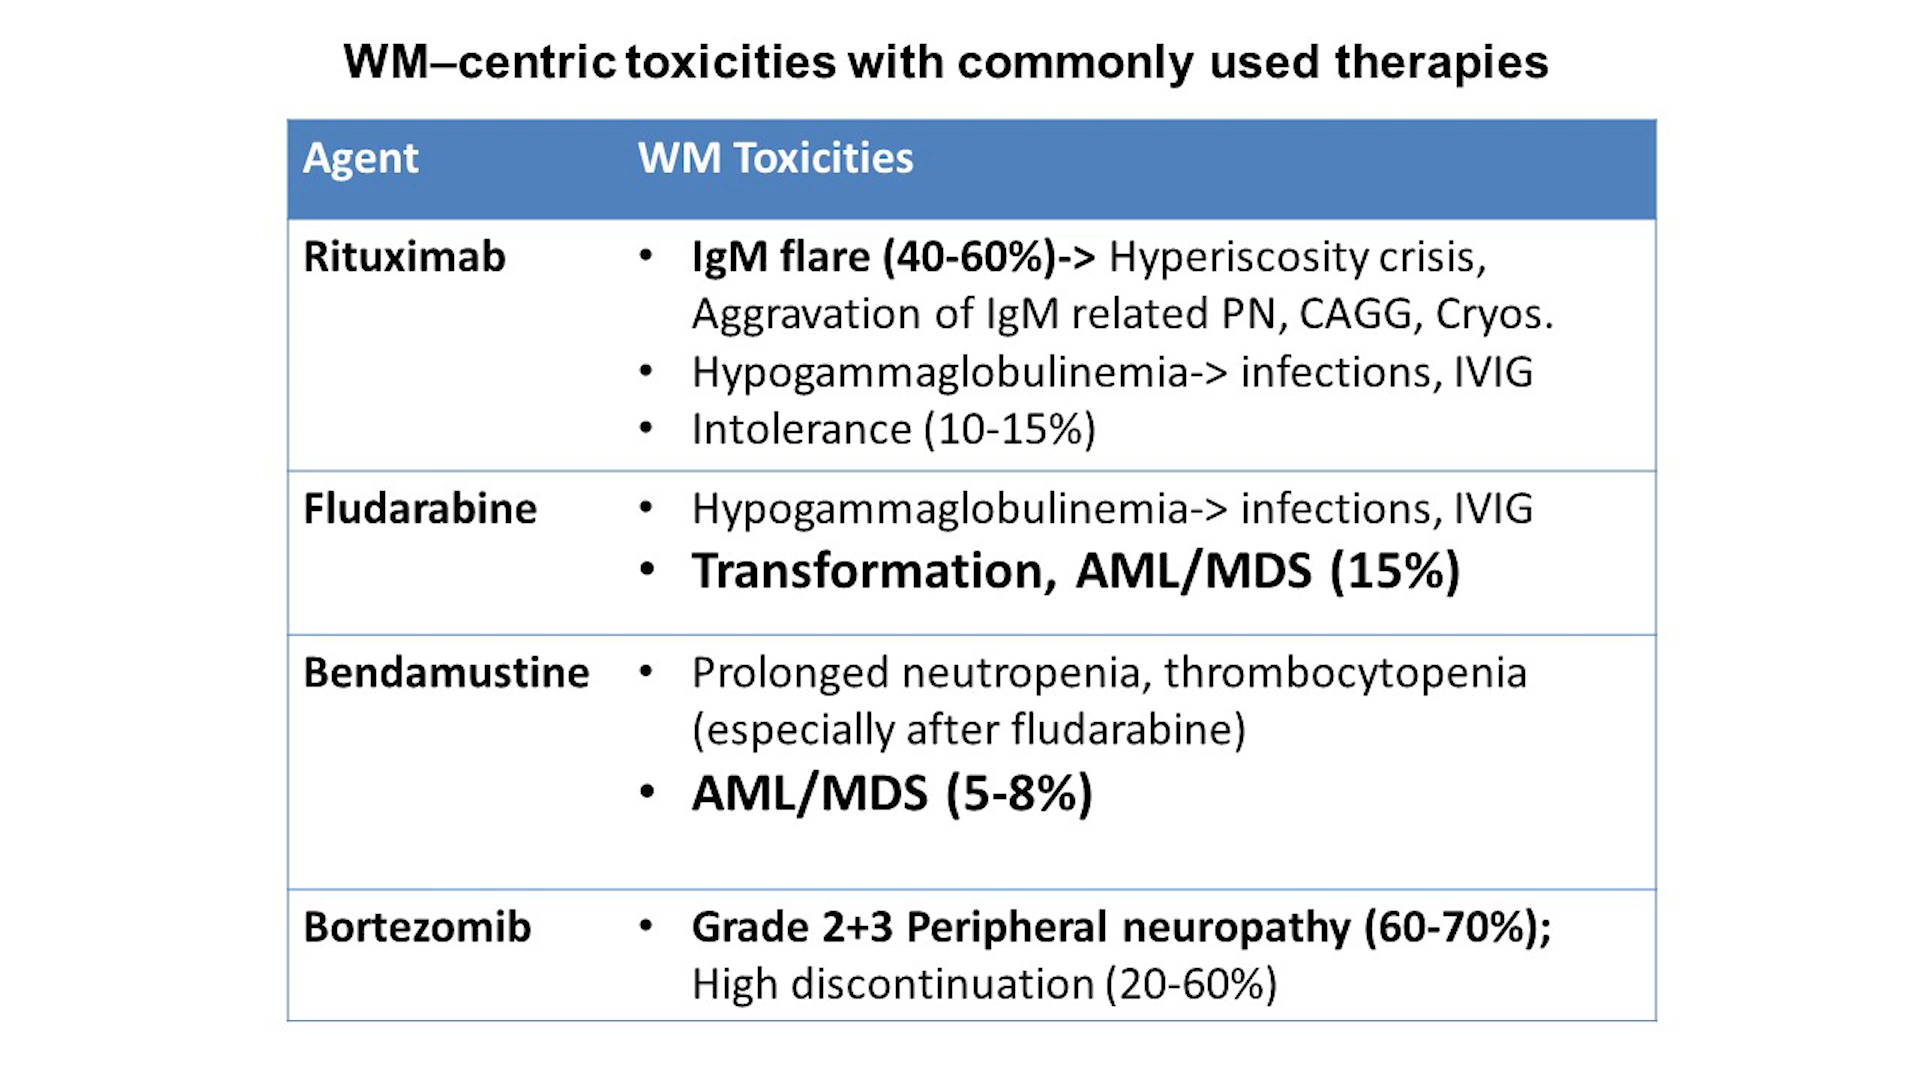 WM–centric toxicities with commonly used therapies
Agent WM Toxicities
Rituximab • IgM flare (40-60%)-> Hyperiscosity crisis,
Aggravation of IgM related PN, CAGG, Cryos.
• Hypogammaglobulinemia-> infections, IVIG
• Intolerance (10-15%)
Fludarabine • Hypogammaglobulinemia-> infections, IVIG
• Transformation, AML/MDS (15%)
Bendamustine • Prolonged neutropenia, thrombocytopenia
(especially after fludarabine)
• AML/MDS (5-8%)
Bortezomib • Grade 2+3 Peripheral neuropathy (60-70%);
High discontinuation (20-60%)